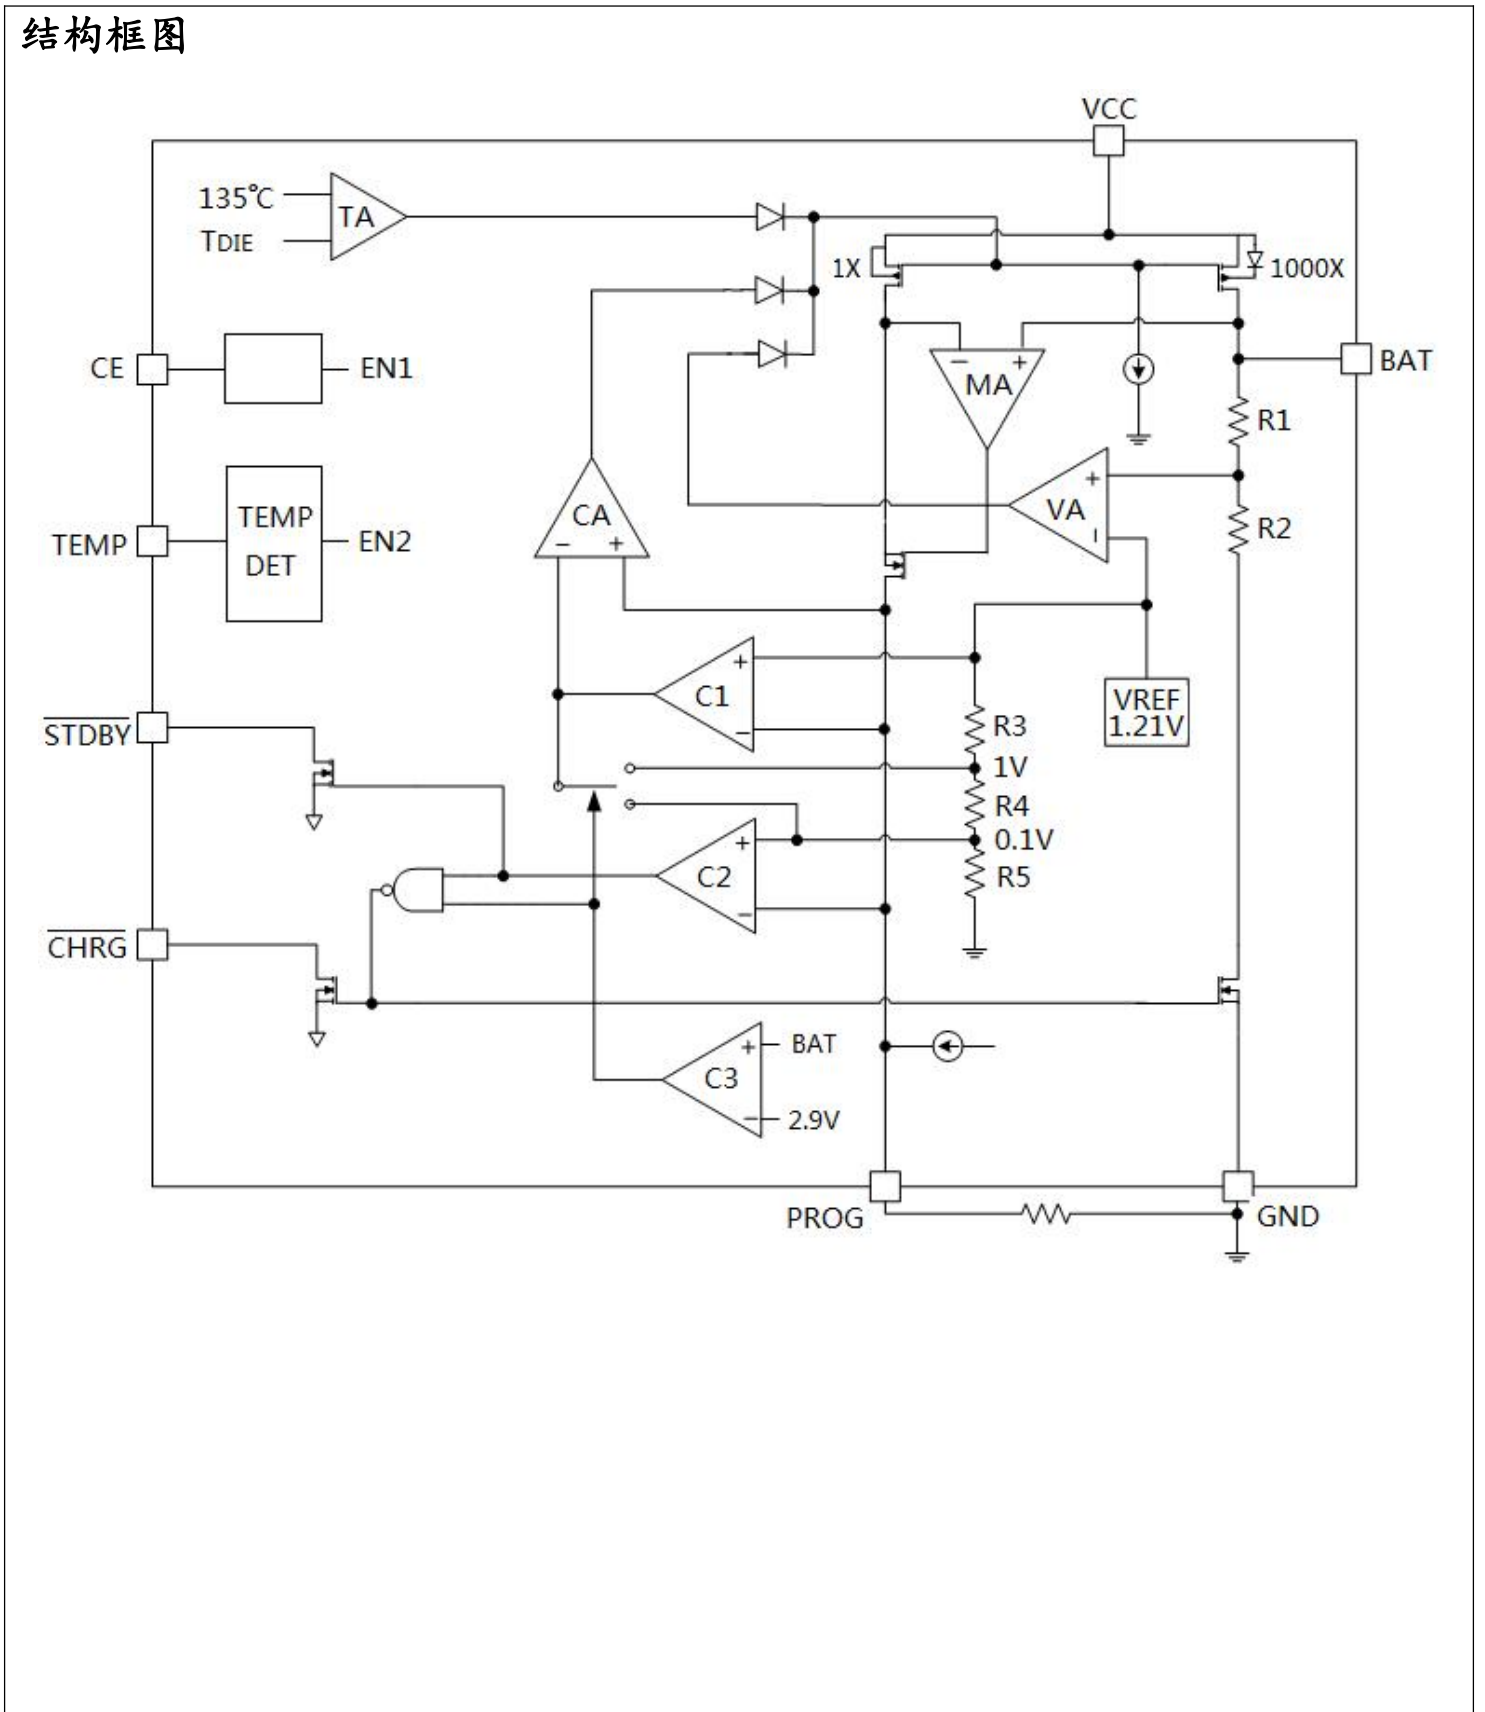 结构框图
VCC
135℃
TA
TDIE
1X
1000X
CE
EN1
BAT
− +
MA
R1
TEMP
TEMP
DET
EN2
CA
− +
VA
+
−
R2
C1
+
−
VREF
1.21V
STDBY
R3
1V
R4
0.1V
R5
C2
+
−
CHRG
C3
+ BAT
− 2.9V
PROG
GND